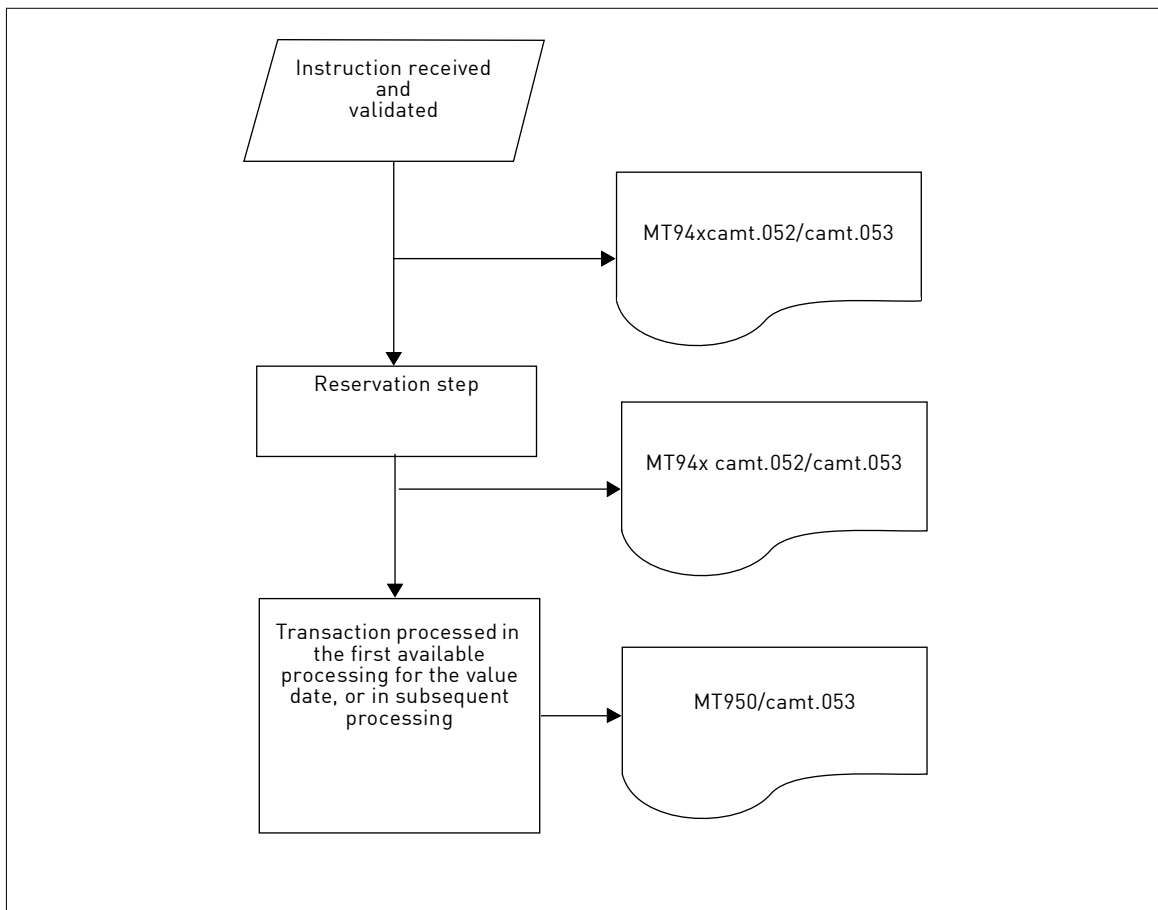 Instruction received
and
validated
MT94xcamt.052/camt.053
Reservation step
MT94x camt.052/camt.053
Transaction processed in
the first available
processing for the value
date, or in subsequent
processing
MT950/camt.053